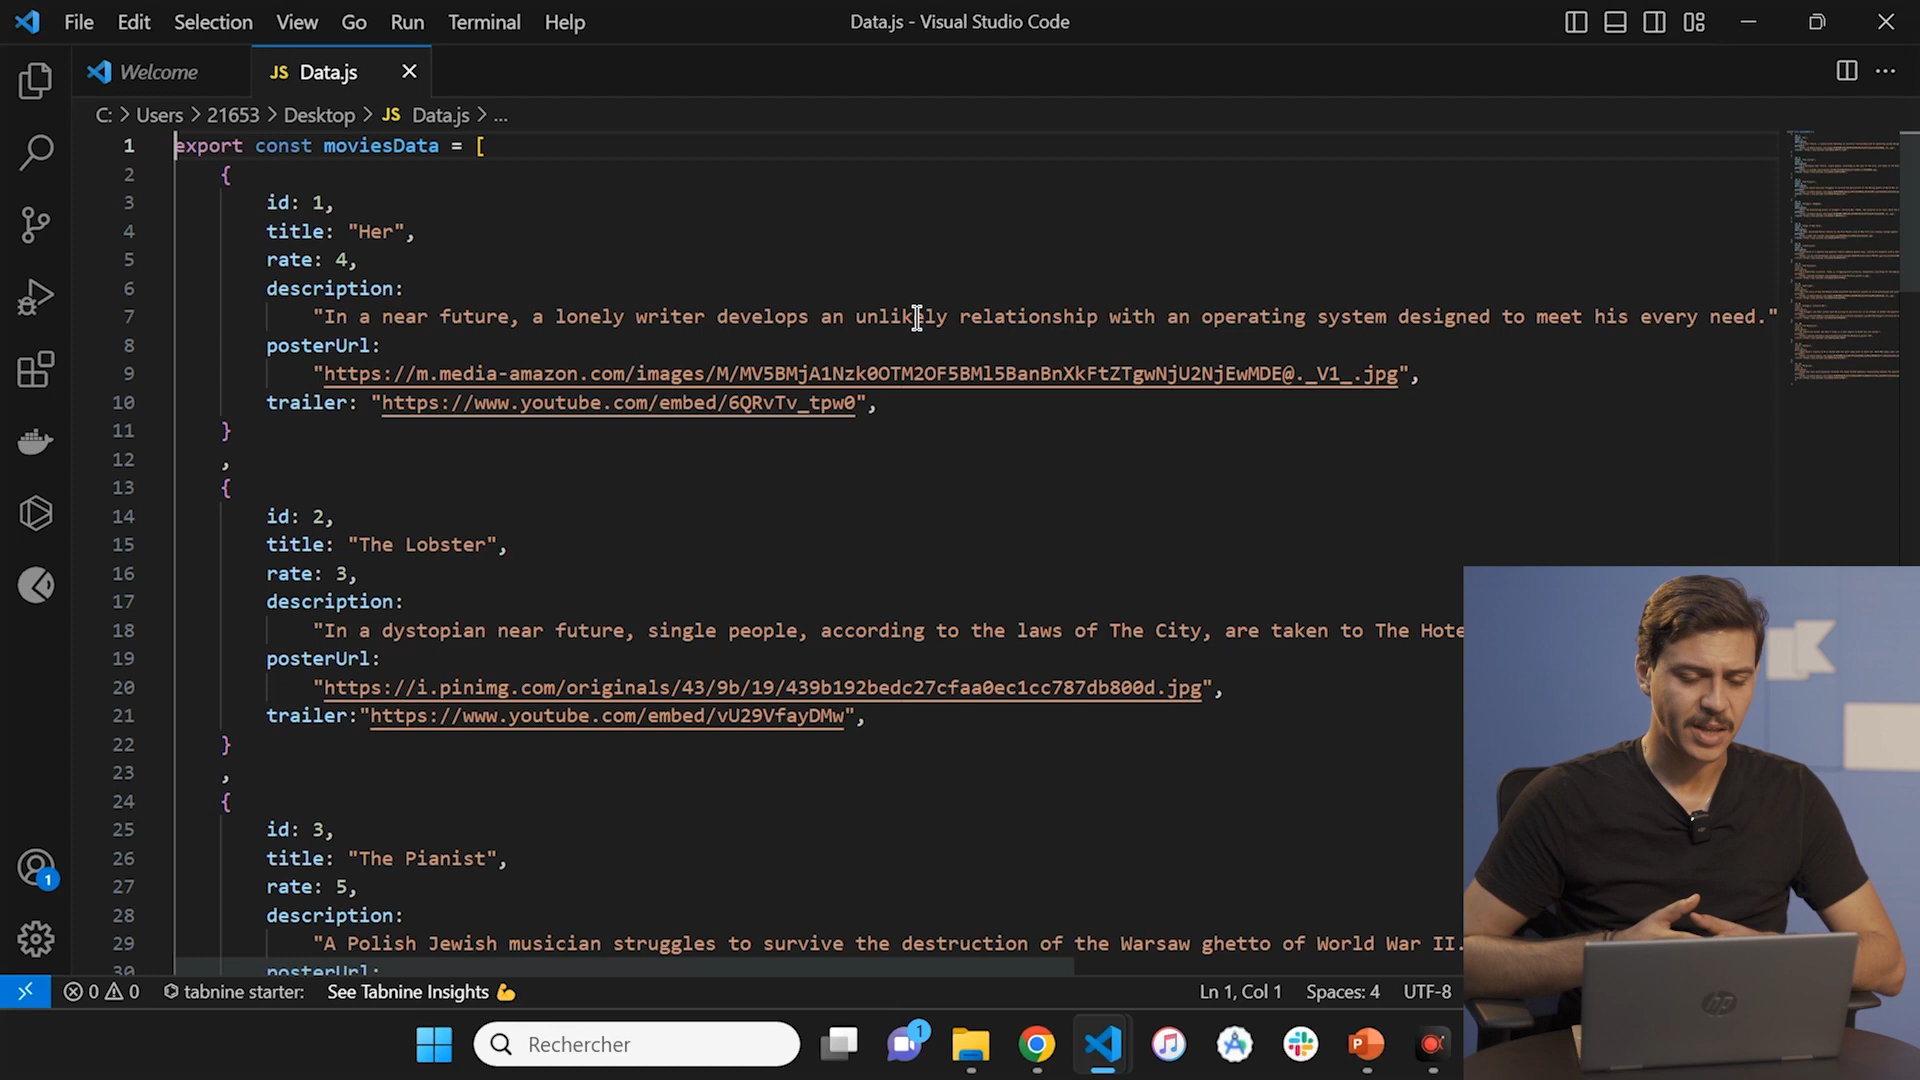 File Edit Selection View Go Run Terminal Help
Data.js - Visual Studio Code
Welcome
JS Data.js
C: > Users > 21653 > Desktop > JS Data.js > ...
1 export const moviesData = [
2 {
3 id: 1,
4 title: "Her",
5 rate: 4,
6 description:
7 "In a near future, a lonely writer develops an unlikely relationship with an operating system designed to meet his every need."
8 posterUrl:
9 "https://m.media-amazon.com/images/M/MV5BMjA1Nzk0OTM2OF5BMl5BanBnXkFtZTgwNjU2NjEwMDE@._V1_.jpg",
10 trailer: "https://www.youtube.com/embed/6QRvTv_tpw0",
11 }
12 ,
13 {
14 id: 2,
15 title: "The Lobster",
16 rate: 3,
17 description:
18 "In a dystopian near future, single people, according to the laws of The City, are taken to The Hote
19 posterUrl:
20 "https://i.pinimg.com/originals/43/9b/19/439b192bedc27cfaa0ec1cc787db800d.jpg",
21 trailer:"https://www.youtube.com/embed/vU29VfayDMw",
22 }
23 ,
24 {
25 id: 3,
26 title: "The Pianist",
27 rate: 5,
28 description:
29 "A Polish Jewish musician struggles to survive the destruction of the Warsaw ghetto of World War II.
30 posterUrl:
1
0 0 tabnine starter: See Tabnine Insights 💪 Ln 1, Col 1 Spaces: 4 UTF-8
Rechercher
1
P
hp